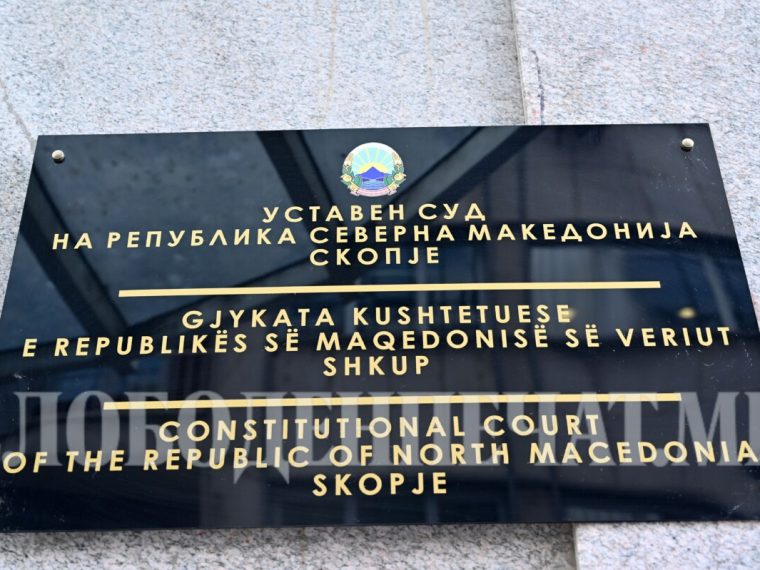 УСТАВЕН СУД
НА РЕПУБЛИКА СЕВЕРНА МАКЕДОНИЈА
СКОПЈЕ
GJYKATA KUSHTETUESE
E REPUBLIKËS SË MAQEDONISË SË VERIUT
SHKUP
ЛОБОДЕНПЕЧАТ.М
CONSTITUTIONAL COURT
OF THE REPUBLIC OF NORTH MACEDONIA
SKOPJE